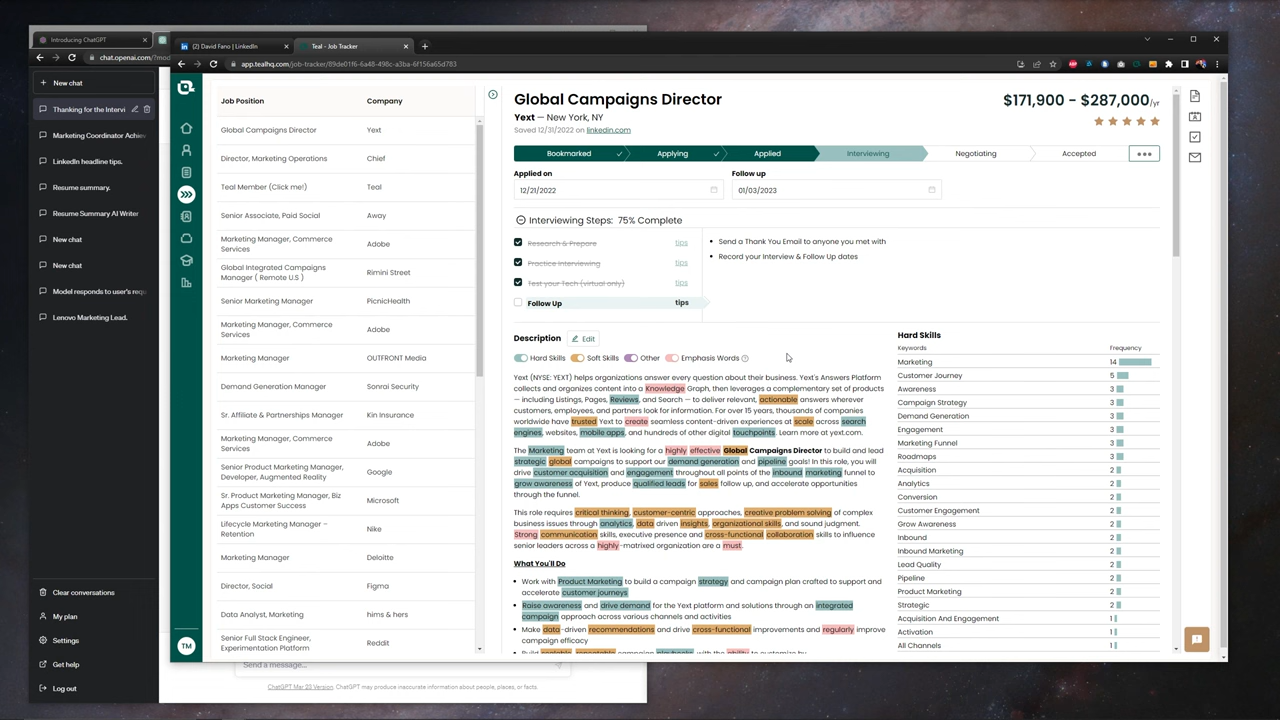 Introducing ChatGPT
chat.openai.com/?mod
New chat
Thanking for the Intervi
Marketing Coordinator Achiev
LinkedIn headline tips.
Resume summary.
Resume Summary AI Writer
New chat
New chat
Model responds to user's requ
Lenovo Marketing Lead.
Clear conversations
My plan
Settings
Get help
Log out
Send a message...
ChatGPT Mar 23 Version. ChatGPT may produce inaccurate information about people, places, or facts.
(2) David Fano | LinkedIn
Teal - Job Tracker
app.tealhq.com/job-tracker/89de01f6-6a48-498c-a3ba-6f156a65d783
TM
Job Position Company
Global Campaigns Director Yext
Director, Marketing Operations Chief
Teal Member (Click me!) Teal
Senior Associate, Paid Social Away
Marketing Manager, Commerce
Services Adobe
Global Integrated Campaigns
Manager ( Remote U.S ) Rimini Street
Senior Marketing Manager PicnicHealth
Marketing Manager, Commerce
Services Adobe
Marketing Manager OUTFRONT Media
Demand Generation Manager Sonrai Security
Sr. Affiliate & Partnerships Manager Kin Insurance
Marketing Manager, Commerce
Services Adobe
Senior Product Marketing Manager,
Developer, Augmented Reality Google
Sr. Product Marketing Manager, Biz
Apps Customer Success Microsoft
Lifecycle Marketing Manager –
Retention Nike
Marketing Manager Deloitte
Director, Social Figma
Data Analyst, Marketing hims & hers
Senior Full Stack Engineer,
Experimentation Platform Reddit
Global Campaigns Director
$171,900 - $287,000/yr
Yext — New York, NY
Saved 12/31/2022 on linkedin.com
Bookmarked Applying Applied Interviewing Negotiating Accepted
Applied on Follow up
12/21/2022 01/03/2023
Interviewing Steps: 75% Complete
Research & Prepare tips
Practice Interviewing tips
Test your Tech (virtual only) tips
Follow Up tips
Send a Thank You Email to anyone you met with
Record your Interview & Follow Up dates
Description Edit
Hard Skills Soft Skills Other Emphasis Words
Yext (NYSE: YEXT) helps organizations answer every question about their business. Yext's Answers Platform
collects and organizes content into a Knowledge Graph, then leverages a complementary set of products
— including Listings, Pages, Reviews, and Search — to deliver relevant, actionable answers wherever
customers, employees, and partners look for information. For over 15 years, thousands of companies
worldwide have trusted Yext to create seamless content-driven experiences at scale across search
engines, websites, mobile apps, and hundreds of other digital touchpoints. Learn more at yext.com.
The Marketing team at Yext is looking for a highly effective Global Campaigns Director to build and lead
strategic global campaigns to support our demand generation and pipeline goals! In this role, you will
drive customer acquisition and engagement throughout all points of the inbound marketing funnel to
grow awareness of Yext, produce qualified leads for sales follow up, and accelerate opportunities
through the funnel.
This role requires critical thinking, customer-centric approaches, creative problem solving of complex
business issues through analytics, data driven insights, organizational skills, and sound judgment.
Strong communication skills, executive presence and cross-functional collaboration skills to influence
senior leaders across a highly-matrixed organization are a must.
What You'll Do
Work with Product Marketing to build a campaign strategy and campaign plan crafted to support and
accelerate customer journeys
Raise awareness and drive demand for the Yext platform and solutions through an integrated
campaign approach across various channels and activities
Make data-driven recommendations and drive cross-functional improvements and regularly improve
campaign efficacy
Build scalable, repeatable campaign playbooks with the ability to customize by
Hard Skills
Keywords Frequency
Marketing 14
Customer Journey 5
Awareness 3
Campaign Strategy 3
Demand Generation 3
Engagement 3
Marketing Funnel 3
Roadmaps 3
Acquisition 2
Analytics 2
Conversion 2
Customer Engagement 2
Grow Awareness 2
Inbound 2
Inbound Marketing 2
Lead Quality 2
Pipeline 2
Product Marketing 2
Strategic 2
Acquisition And Engagement 1
Activation 1
All Channels 1